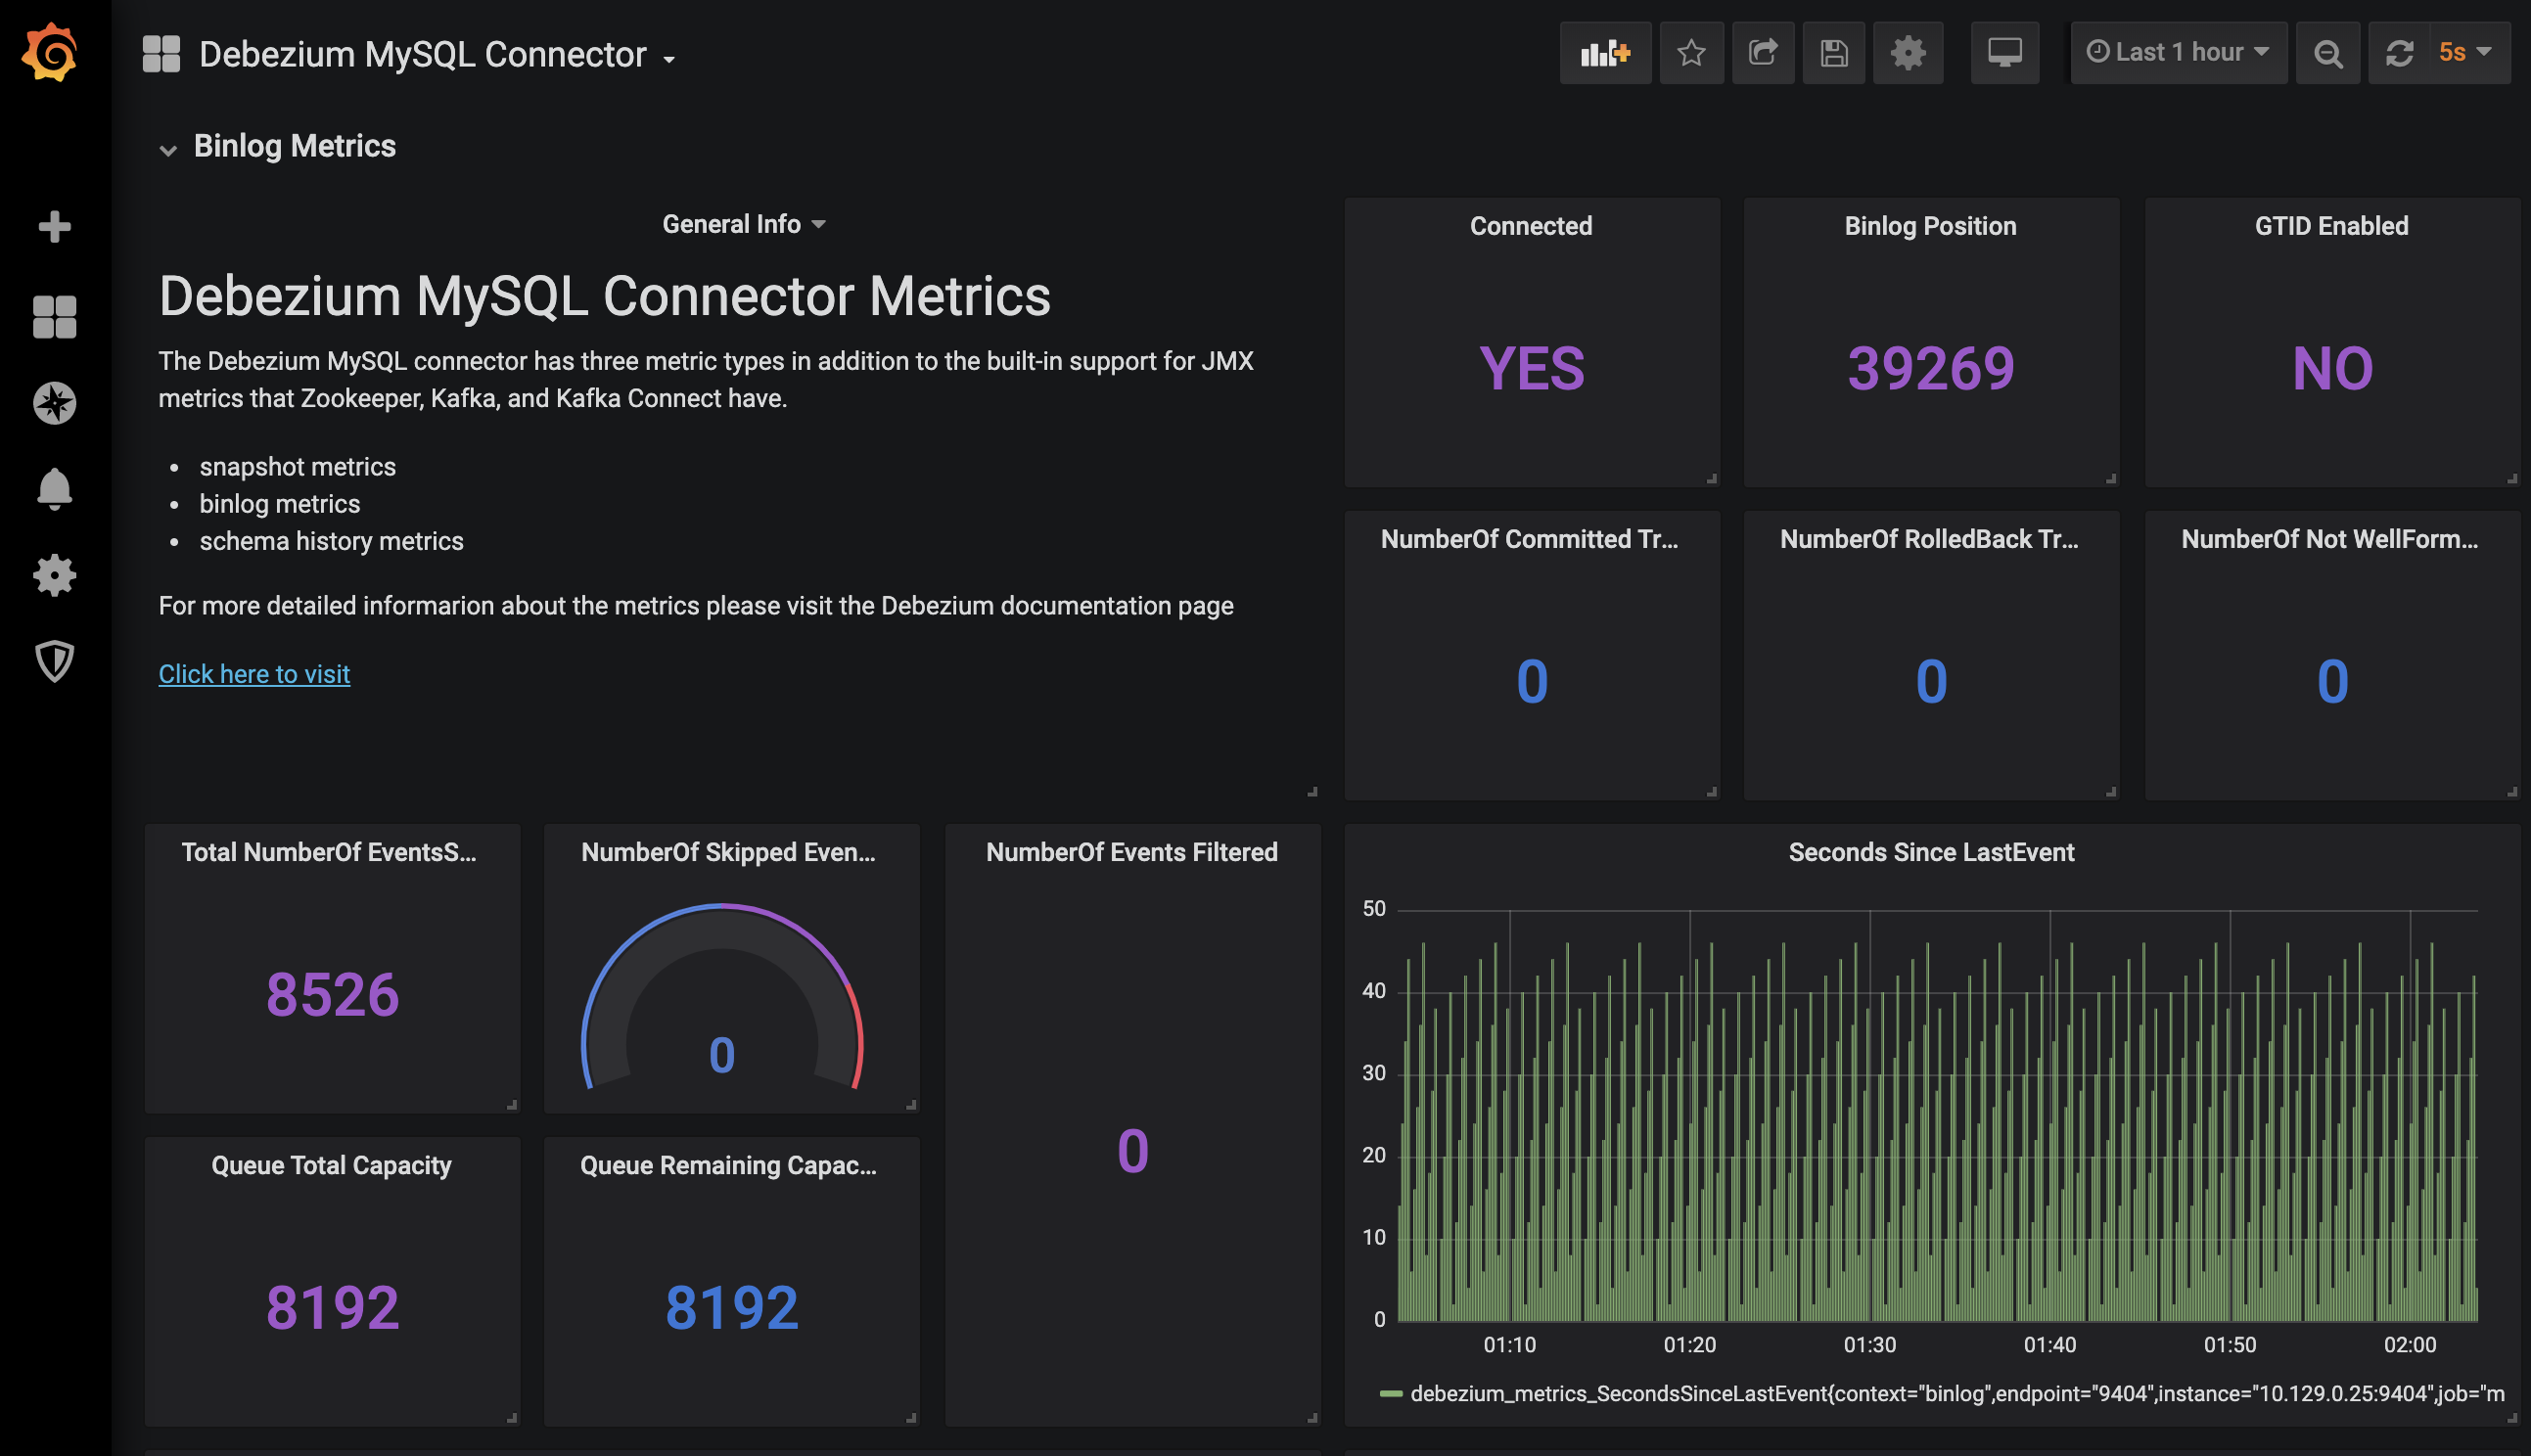 Debezium MySQL Connector
Last 1 hour
5s
Binlog Metrics
General Info
Debezium MySQL Connector Metrics
The Debezium MySQL connector has three metric types in addition to the built-in support for JMX
metrics that Zookeeper, Kafka, and Kafka Connect have.
• snapshot metrics
• binlog metrics
• schema history metrics
For more detailed informarion about the metrics please visit the Debezium documentation page
Click here to visit
Connected
YES
Binlog Position
39269
GTID Enabled
NO
NumberOf Committed Tr...
0
NumberOf RolledBack Tr...
0
NumberOf Not WellForm...
0
Total NumberOf EventsS...
8526
NumberOf Skipped Even...
0
NumberOf Events Filtered
0
Queue Total Capacity
8192
Queue Remaining Capac...
8192
Seconds Since LastEvent
50
40
30
20
10
0
01:10 01:20 01:30 01:40 01:50 02:00
debezium_metrics_SecondsSinceLastEvent{context="binlog",endpoint="9404",instance="10.129.0.25:9404",job="m